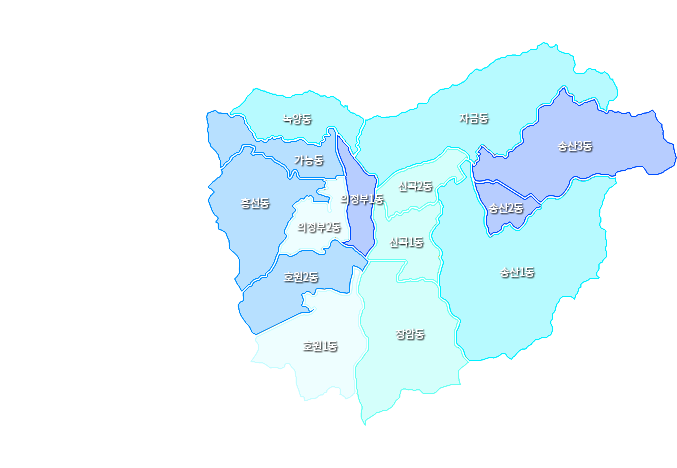 녹양동
자금동
송산3동
가능동
신곡2동
의정부1동
흥선동
송산2동
의정부2동
신곡1동
송산1동
호원2동
장암동
호원1동